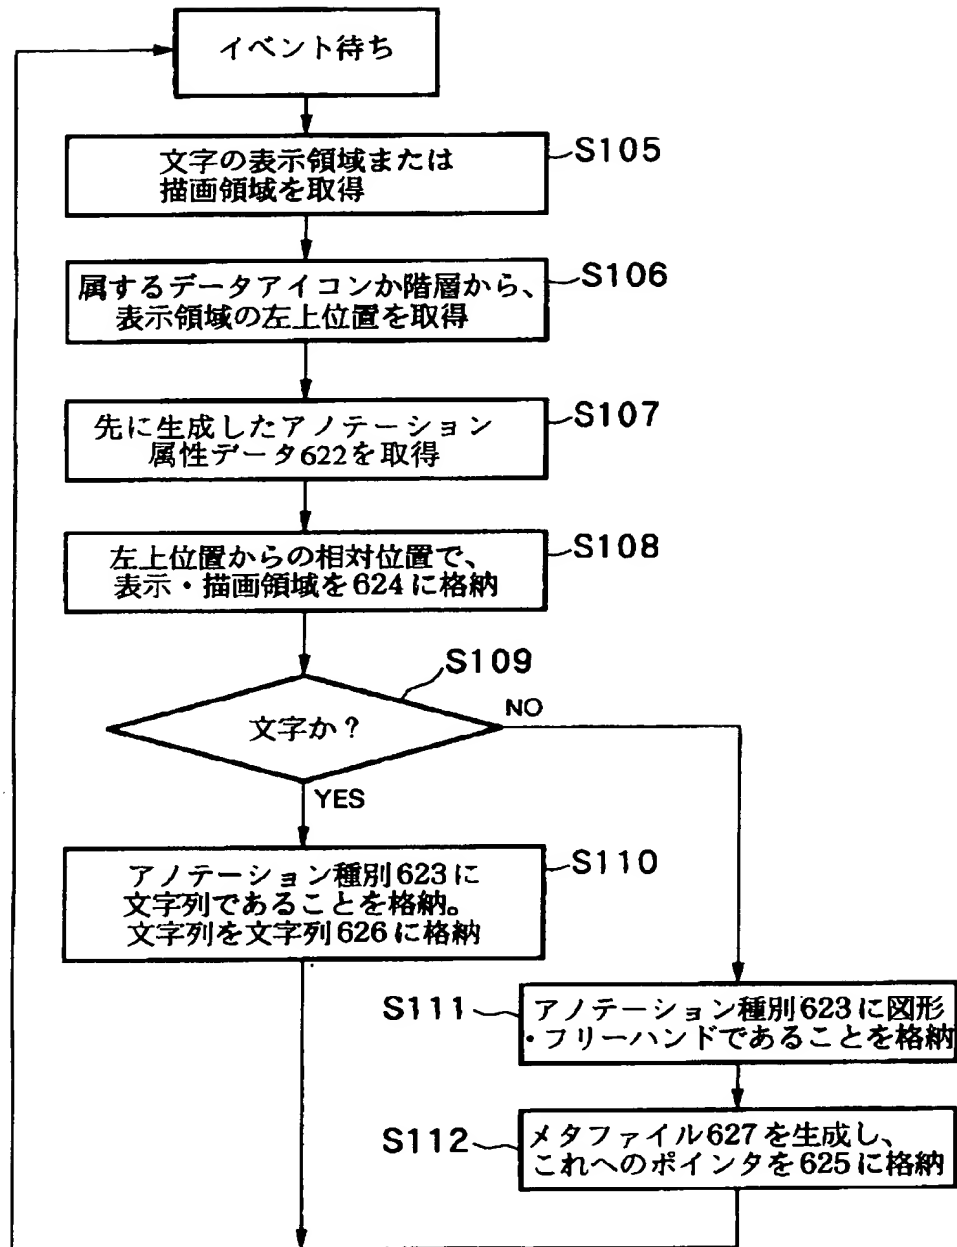 イベント待ち
文字の表示領域または
描画領域を取得
S105
属するデータアイコンか階層から、
表示領域の左上位置を取得
S106
先に生成したアノテーション
属性データ622を取得
S107
左上位置からの相対位置で、
表示・描画領域を624に格納
S108
S109
文字か?
NO
YES
アノテーション種別623に
文字列であることを格納。
文字列を文字列626に格納
S110
S111
アノテーション種別623に図形
・フリーハンドであることを格納
S112
メタファイル627を生成し、
これへのポインタを625に格納